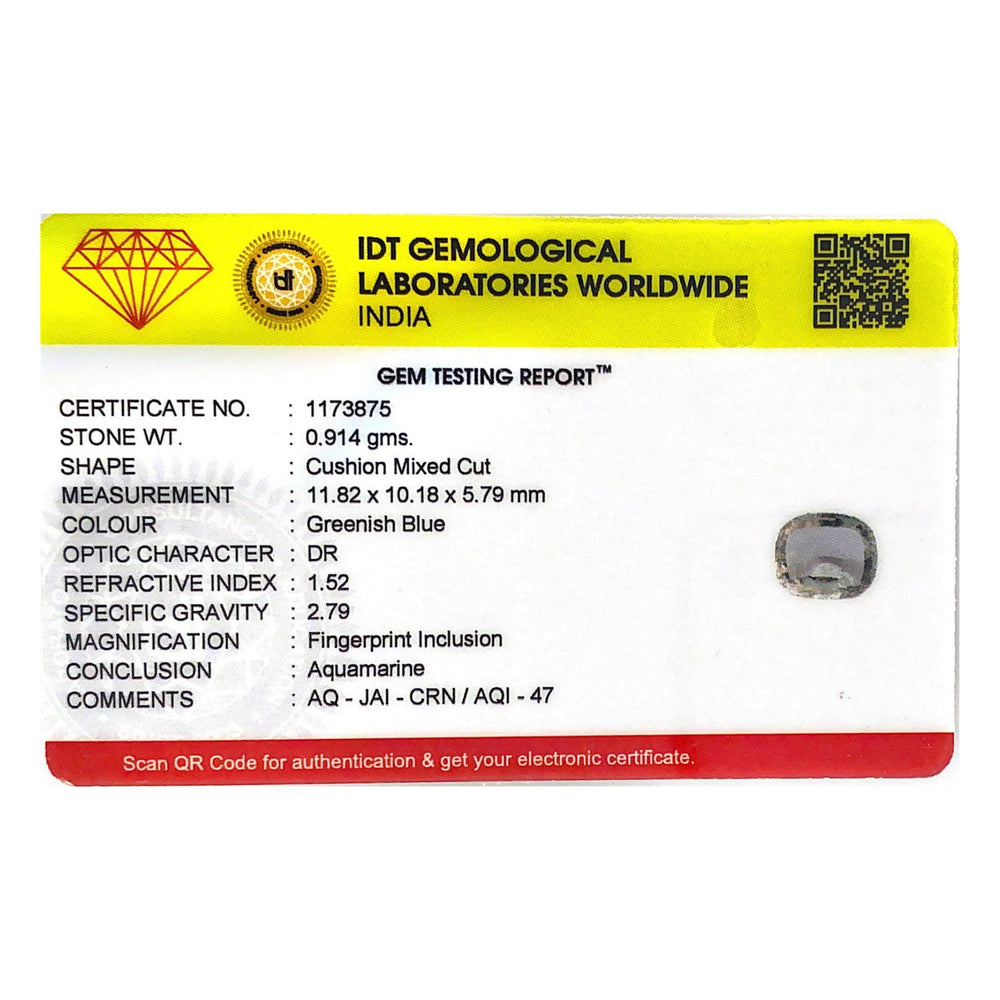 IDT GEMOLOGICAL
LABORATORIES WORLDWIDE
INDIA
GEM TESTING REPORT™
CERTIFICATE NO. : 1173875
STONE WT. : 0.914 gms.
SHAPE : Cushion Mixed Cut
MEASUREMENT : 11.82 x 10.18 x 5.79 mm
COLOUR : Greenish Blue
OPTIC CHARACTER : DR
REFRACTIVE INDEX : 1.52
SPECIFIC GRAVITY : 2.79
MAGNIFICATION : Fingerprint Inclusion
CONCLUSION : Aquamarine
COMMENTS : AQ - JAI - CRN / AQI - 47
Scan QR Code for authentication & get your electronic certificate.